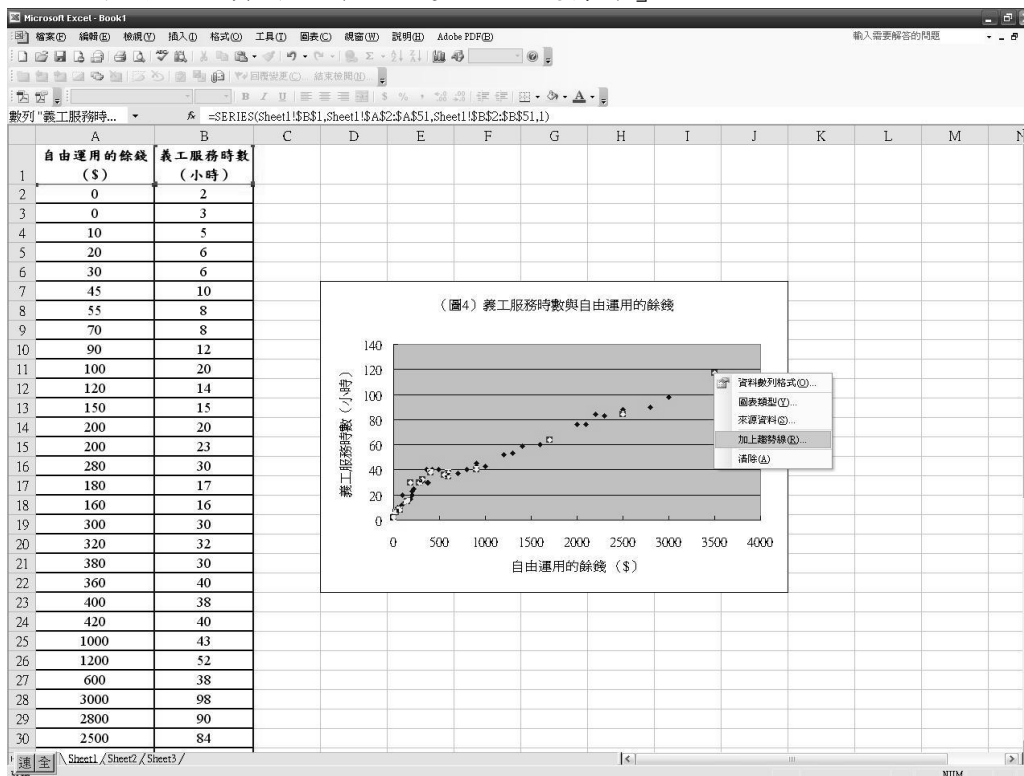 Microsoft Excel - Book1
檔案(F) 編輯(E) 檢視(V) 插入(I) 格式(O) 工具(T) 圖表(C) 視窗(W) 說明(H) Adobe PDF(B) 輸入需要解答的問題
回覆變更(C)... 結束檢閱(N)...
數列 "義工服務時... =SERIES(Sheet1!$B$1,Sheet1!$A$2:$A$51,Sheet1!$B$2:$B$51,1)
A B C D E F G H I J K L M N
自由運用的餘錢 義工服務時數
1 ($) (小時)
2 0 2
3 0 3
4 10 5
5 20 6
6 30 6
7 45 10
8 55 8
9 70 8
10 90 12
11 100 20
12 120 14
13 150 15
14 200 20
15 200 23
16 280 30
17 180 17
18 160 16
19 300 30
20 320 32
21 380 30
22 360 40
23 400 38
24 420 40
25 1000 43
26 1200 52
27 600 38
28 3000 98
29 2800 90
30 2500 84
(圖4)義工服務時數與自由運用的餘錢
義工服務時數(小時)
140
120
100
80
60
40
20
0
0 500 1000 1500 2000 2500 3000 3500 4000
自由運用的餘錢($)
資料數列格式(O)...
圖表類型(Y)...
來源資料(S)...
加上趨勢線(R)...
清除(A)
連 全 Sheet1 Sheet2 Sheet3
NUM